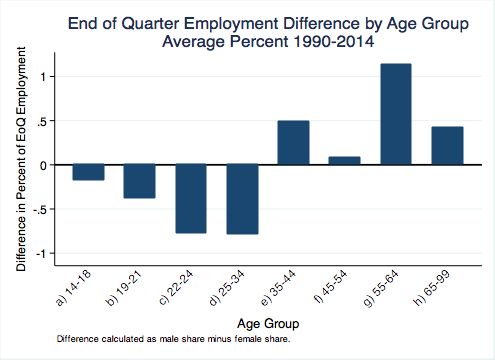 End of Quarter Employment Difference by Age Group
Average Percent 1990-2014
Difference in Percent of EoQ Employment
1
.5
0
-.5
-1
a) 14-18
b) 19-21
c) 22-24
d) 25-34
e) 35-44
f) 45-54
g) 55-64
h) 65-99
Age Group
Difference calculated as male share minus female share.